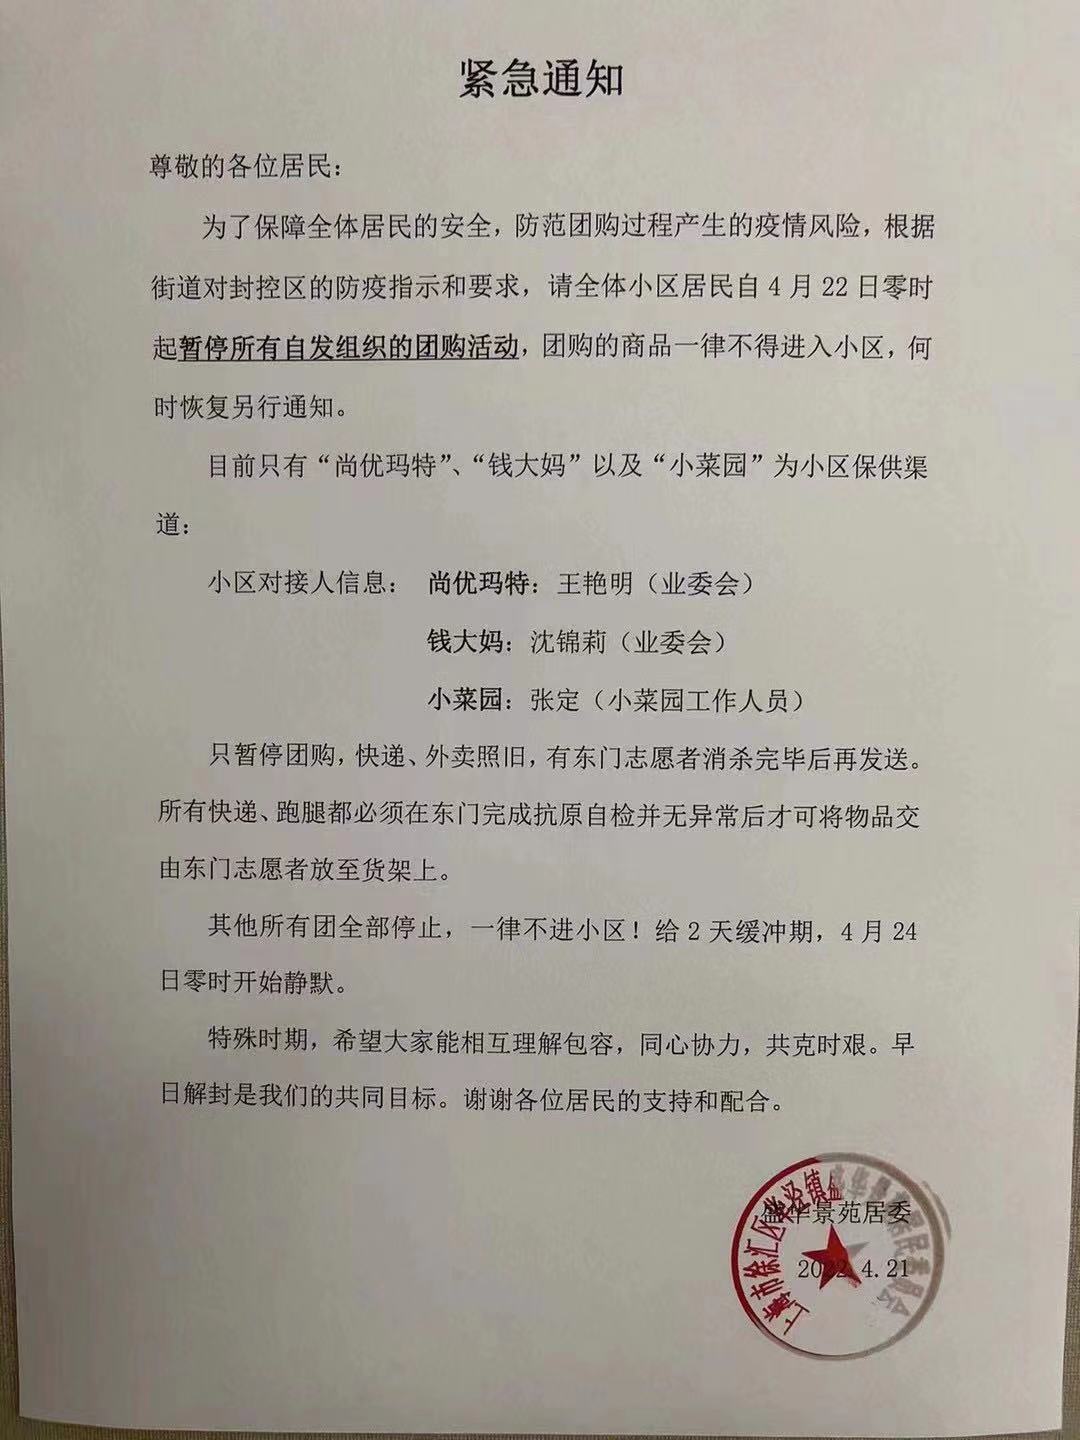 紧急通知
尊敬的各位居民：
为了保障全体居民的安全，防范团购过程产生的疫情风险，根据
街道对封控区的防疫指示和要求，请全体小区居民自 4 月 22 日零时
起暂停所有自发组织的团购活动，团购的商品一律不得进入小区，何
时恢复另行通知。
目前只有“尚优玛特”、“钱大妈”以及“小菜园”为小区保供渠
道：
小区对接人信息： 尚优玛特：王艳明（业委会）
钱大妈：沈锦莉（业委会）
小菜园：张定（小菜园工作人员）
只暂停团购，快递、外卖照旧，有东门志愿者消杀完毕后再发送。
所有快递、跑腿都必须在东门完成抗原自检并无异常后才可将物品交
由东门志愿者放至货架上。
其他所有团全部停止，一律不进小区！给 2 天缓冲期，4 月 24
日零时开始静默。
特殊时期，希望大家能相互理解包容，同心协力，共克时艰。早
日解封是我们的共同目标。谢谢各位居民的支持和配合。
盛华景苑居委
2022.4.21
上海市徐汇区华泾镇盛华景苑居民委员会